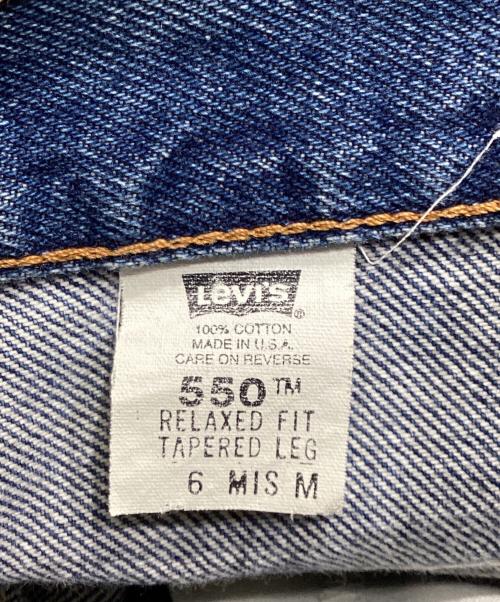 Levi's®
100% COTTON
MADE IN U.S.A.
CARE ON REVERSE
550™
RELAXED FIT
TAPERED LEG
6 MIS M